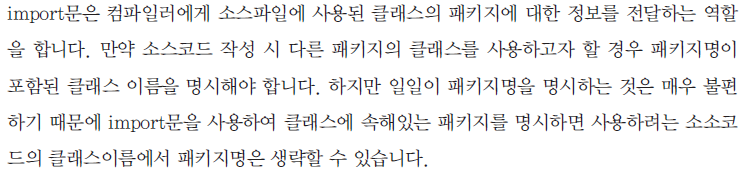 import문은 컴파일러에게 소스파일에 사용된 클래스의 패키지에 대한 정보를 전달하는 역할
을 합니다. 만약 소스코드 작성 시 다른 패키지의 클래스를 사용하고자 할 경우 패키지명이
포함된 클래스 이름을 명시해야 합니다. 하지만 일일이 패키지명을 명시하는 것은 매우 불편
하기 때문에 import문을 사용하여 클래스에 속해있는 패키지를 명시하면 사용하려는 소소코
드의 클래스이름에서 패키지명은 생략할 수 있습니다.